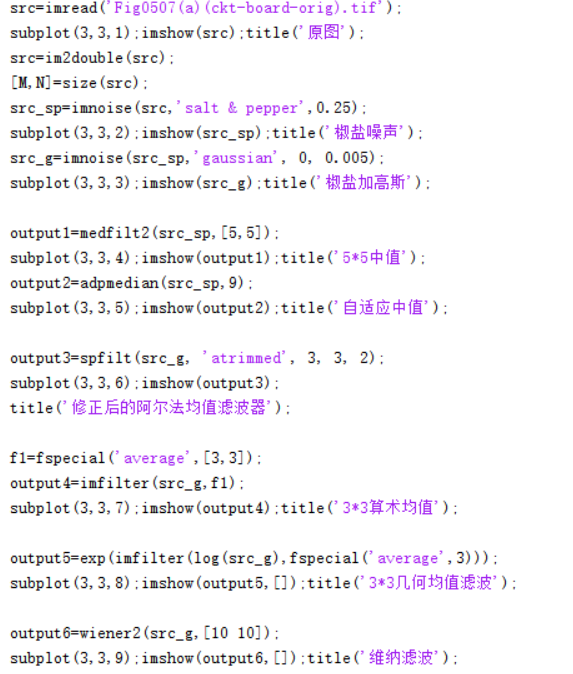 src=imread('Fig0507(a)(ckt-board-orig).tif');
subplot(3,3,1);imshow(src);title('原图');
src=im2double(src);
[M,N]=size(src);
src_sp=imnoise(src,'salt & pepper',0.25);
subplot(3,3,2);imshow(src_sp);title('椒盐噪声');
src_g=imnoise(src_sp,'gaussian', 0, 0.005);
subplot(3,3,3);imshow(src_g);title('椒盐加高斯');
output1=medfilt2(src_sp,[5,5]);
subplot(3,3,4);imshow(output1);title('5*5中值');
output2=adpmedian(src_sp,9);
subplot(3,3,5);imshow(output2);title('自适应中值');
output3=spfilt(src_g, 'atrimmed', 3, 3, 2);
subplot(3,3,6);imshow(output3);
title('修正后的阿尔法均值滤波器');
f1=fspecial('average',[3,3]);
output4=imfilter(src_g,f1);
subplot(3,3,7);imshow(output4);title('3*3算术均值');
output5=exp(imfilter(log(src_g),fspecial('average',3)));
subplot(3,3,8);imshow(output5,[]);title('3*3几何均值滤波');
output6=wiener2(src_g,[10 10]);
subplot(3,3,9);imshow(output6,[]);title('维纳滤波');